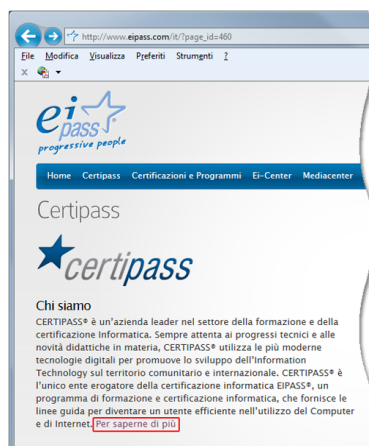 http://www.eipass.com/it/?page_id=460
File Modifica Visualizza Preferiti Strumenti ?
x
ei
pass
progressive people
Home Certipass Certificazioni e Programmi Ei-Center Mediacenter
Certipass
certipass
Chi siamo
CERTIPASS® è un'azienda leader nel settore della formazione e della
certificazione Informatica. Sempre attenta ai progressi tecnici e alle
novità didattiche in materia, CERTIPASS® utilizza le più moderne
tecnologie digitali per promuove lo sviluppo dell'Information
Technology sul territorio comunitario e internazionale. CERTIPASS® è
l'unico ente erogatore della certificazione informatica EIPASS®, un
programma di formazione e certificazione informatica, che fornisce le
linee guida per diventare un utente efficiente nell'utilizzo del Computer
e di Internet. Per saperne di più